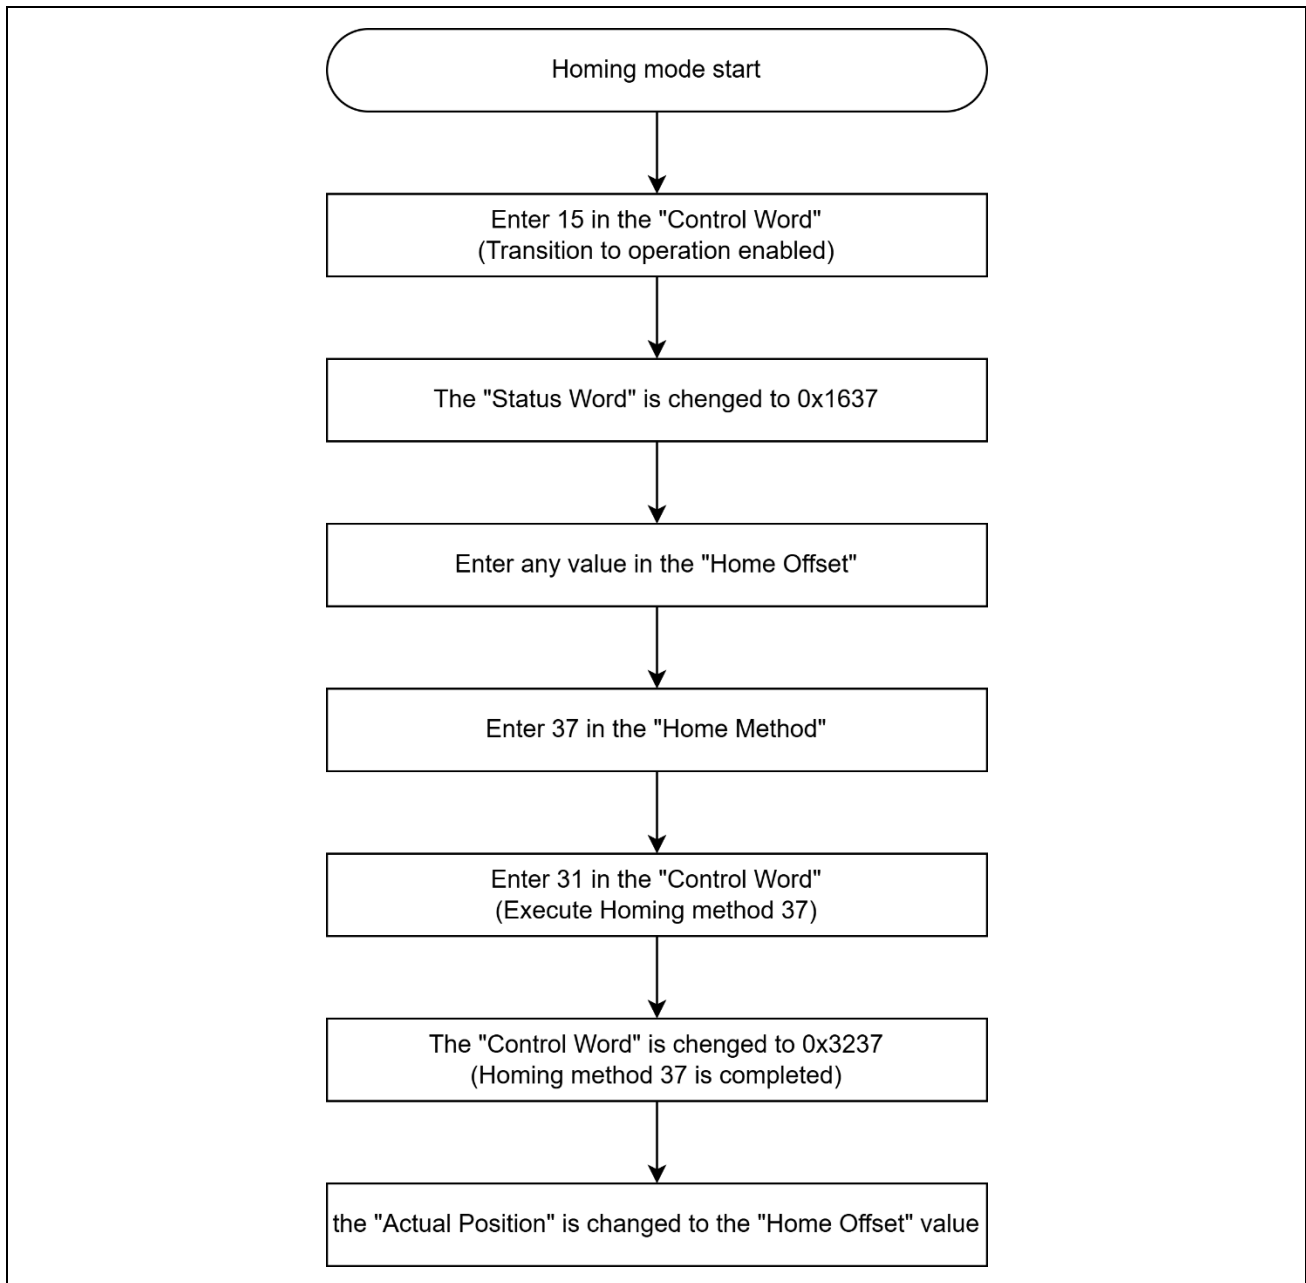 Homing mode start
Enter 15 in the "Control Word"
(Transition to operation enabled)
The "Status Word" is chenged to 0x1637
Enter any value in the "Home Offset"
Enter 37 in the "Home Method"
Enter 31 in the "Control Word"
(Execute Homing method 37)
The "Control Word" is chenged to 0x3237
(Homing method 37 is completed)
the "Actual Position" is changed to the "Home Offset" value